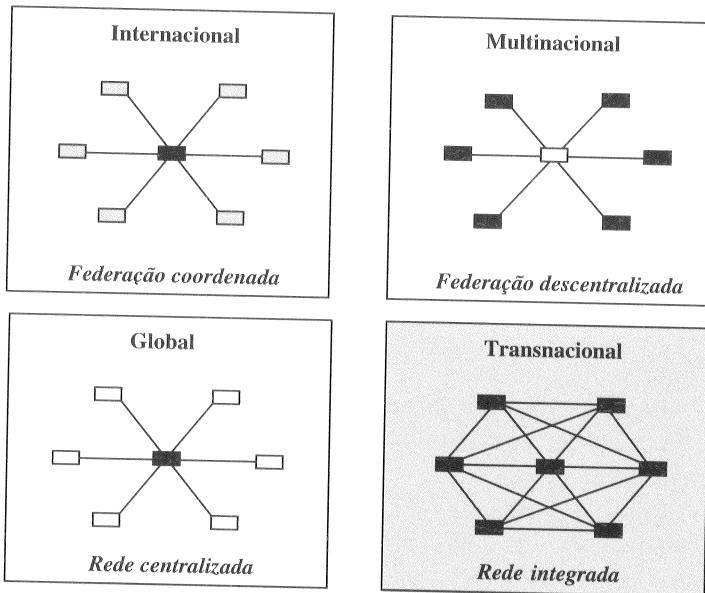 Internacional
Federação coordenada
Multinacional
Federação descentralizada
Global
Rede centralizada
Transnacional
Rede integrada